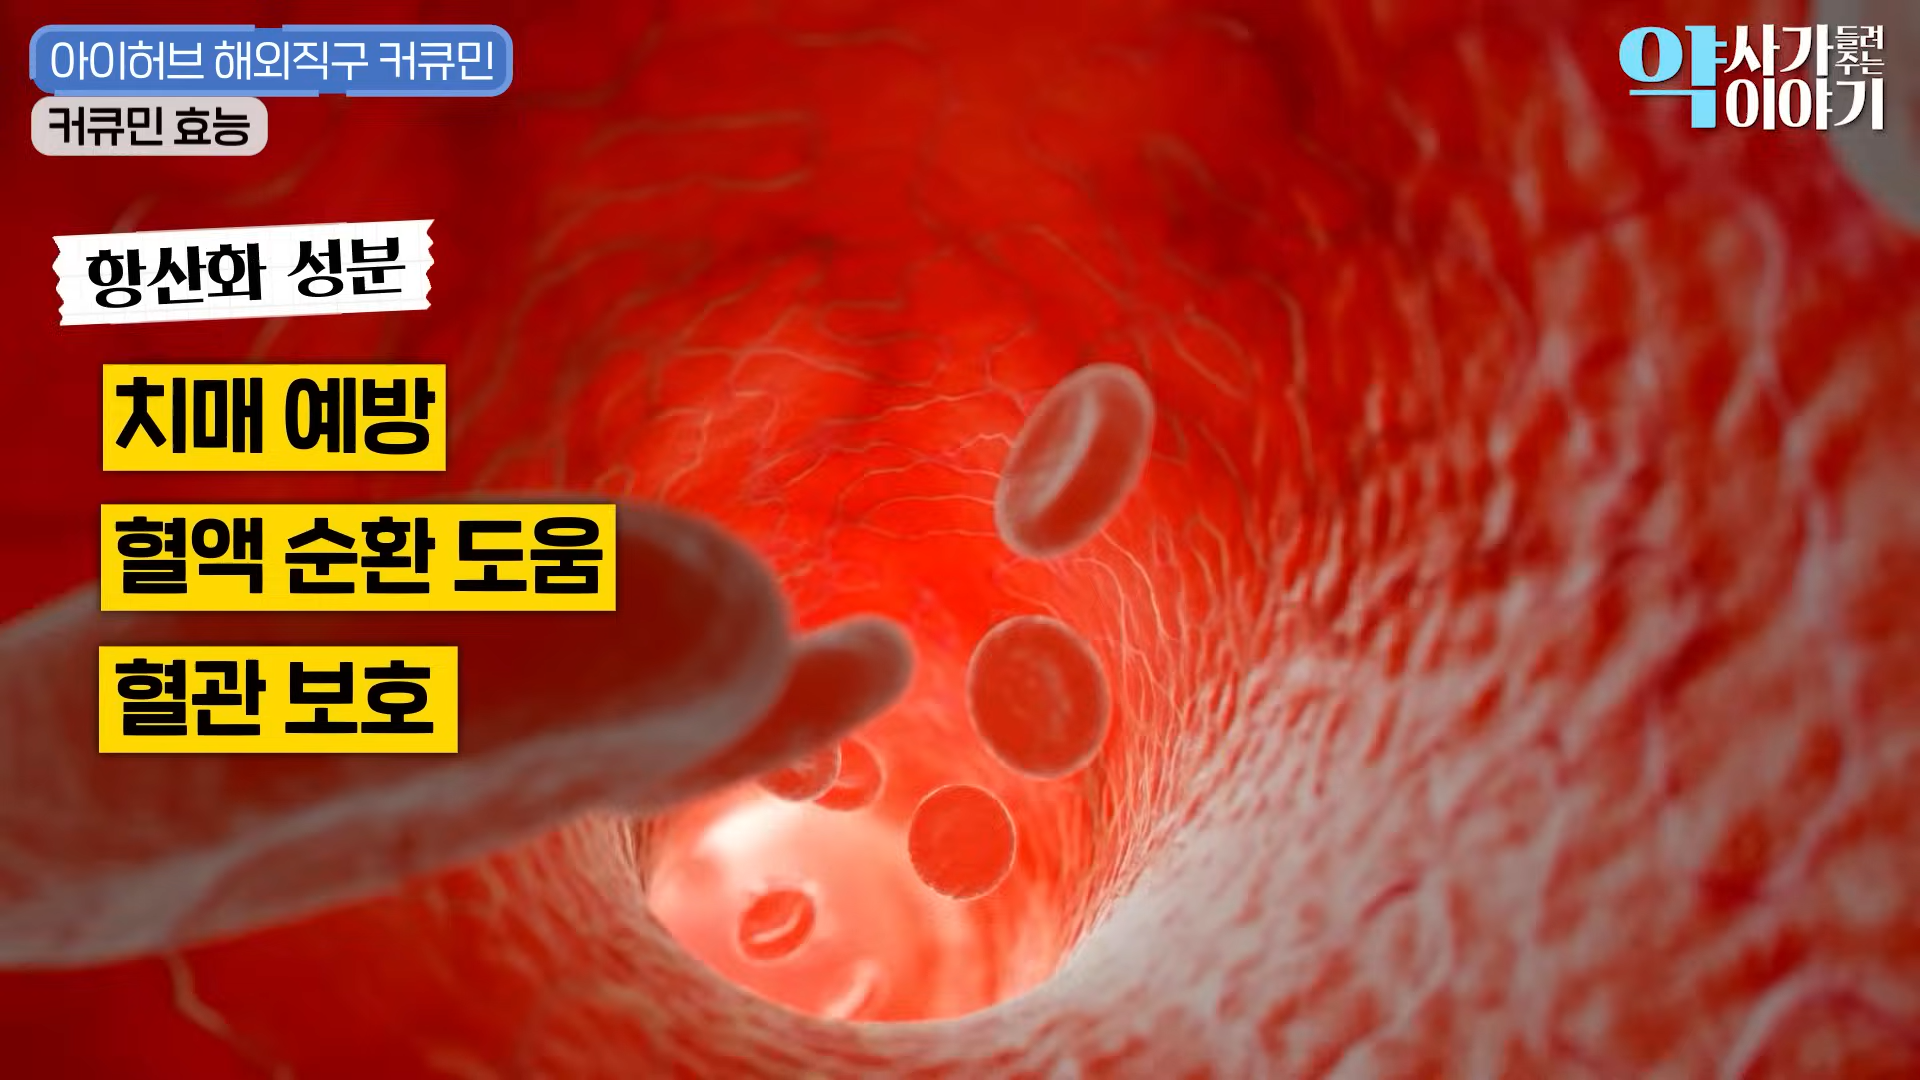 아이허브 해외직구 커큐민
커큐민 효능
약사가 들려주는
이야기
항산화 성분
치매 예방
혈액 순환 도움
혈관 보호